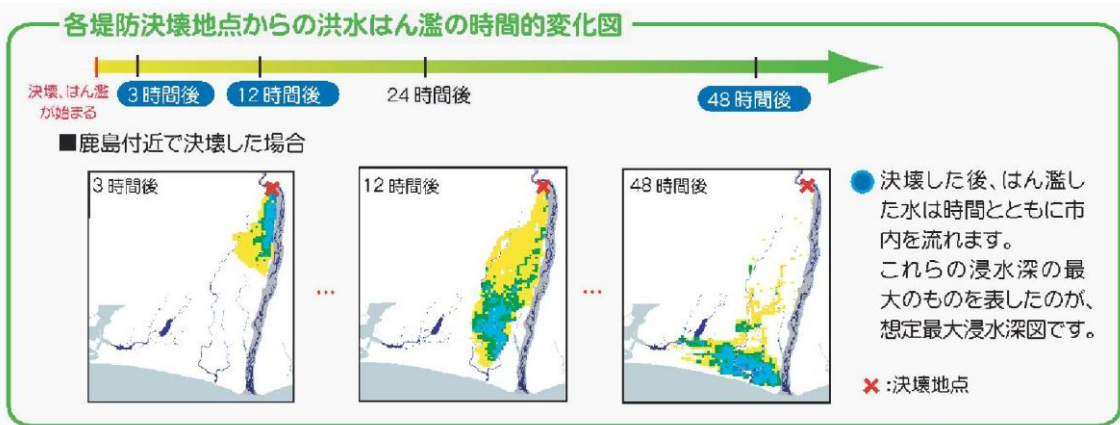 各堤防決壊地点からの洪水はん濫の時間的変化図
決壊、はん濫
が始まる
3時間後
12時間後
24時間後
48時間後
■鹿島付近で決壊した場合
3時間後
12時間後
48時間後
…
…
●決壊した後、はん濫し
た水は時間とともに市
内を流れます。
これらの浸水深の最
大のものを表したのが、
想定最大浸水深図です。
×:決壊地点